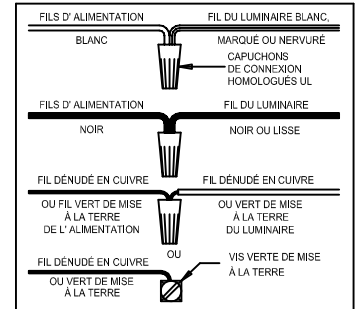 FILS D' ALIMENTATION
FIL DU LUMINAIRE BLANC,
BLANC
MARQUÉ OU NERVURÉ
CAPUCHONS
DE CONNEXION
HOMOLOGUÉS UL
FILS D' ALIMENTATION
FIL DU LUMINAIRE
NOIR
NOIR OU LISSE
FIL DÉNUDÉ EN CUIVRE
FIL DÉNUDÉ EN CUIVRE
OU FIL VERT DE MISE
À LA TERRE
DE L' ALIMENTATION
OU VERT DE MISE
À LA TERRE
DU LUMINAIRE
OU
FIL DÉNUDÉ EN CUIVRE
OU VERT DE MISE
À LA TERRE
VIS VERTE DE MISE
À LA TERRE